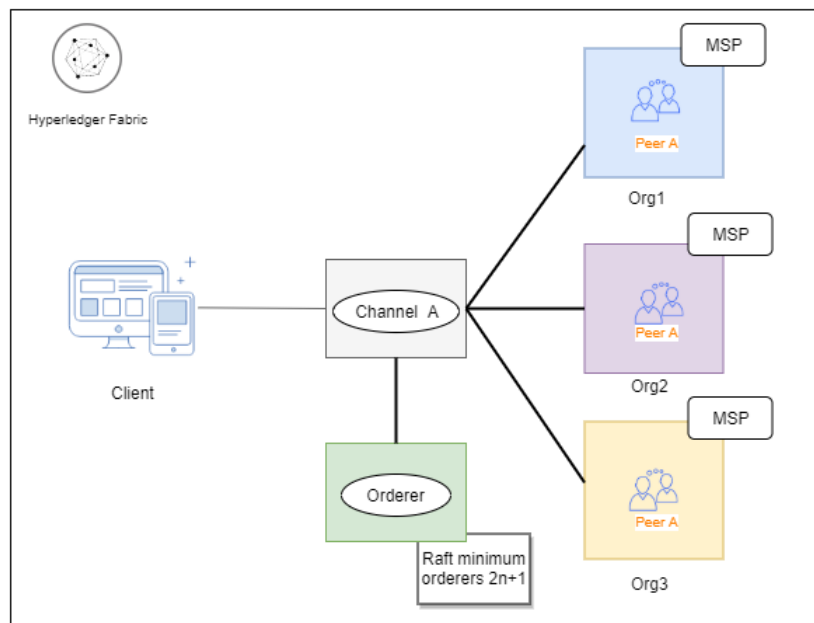 Hyperledger Fabric
MSP
Peer A
Org1
MSP
Peer A
Org2
MSP
Peer A
Org3
Client
Channel A
Orderer
Raft minimum
orderers 2n+1